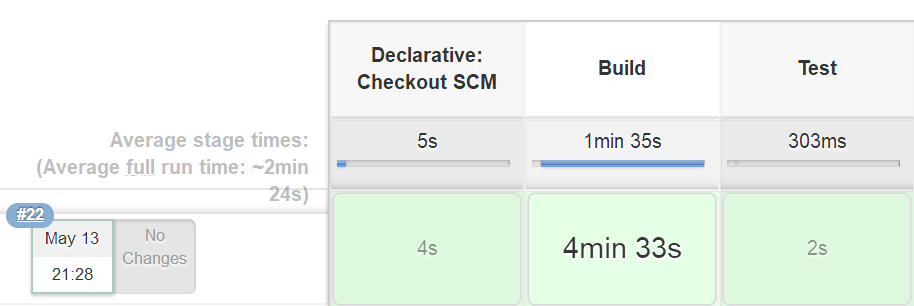 Declarative:
Checkout SCM
Build
Test
Average stage times:
(Average full run time: ~2min
24s)
5s
1min 35s
303ms
#22
May 13
21:28
No
Changes
4s
4min 33s
2s